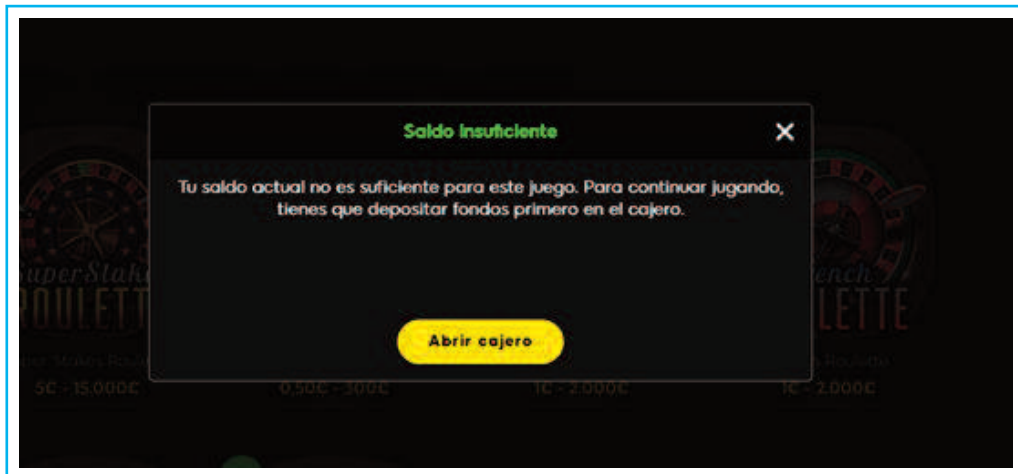 Saldo Insuficiente
Tu saldo actual no es suficiente para este juego. Para continuar jugando,
tienes que depositar fondos primero en el cajero.
Abrir cajero
ROULETT
5€ - 15.000€
0,50€ - 300€
1€ - 2.000€
1€ - 2.000€